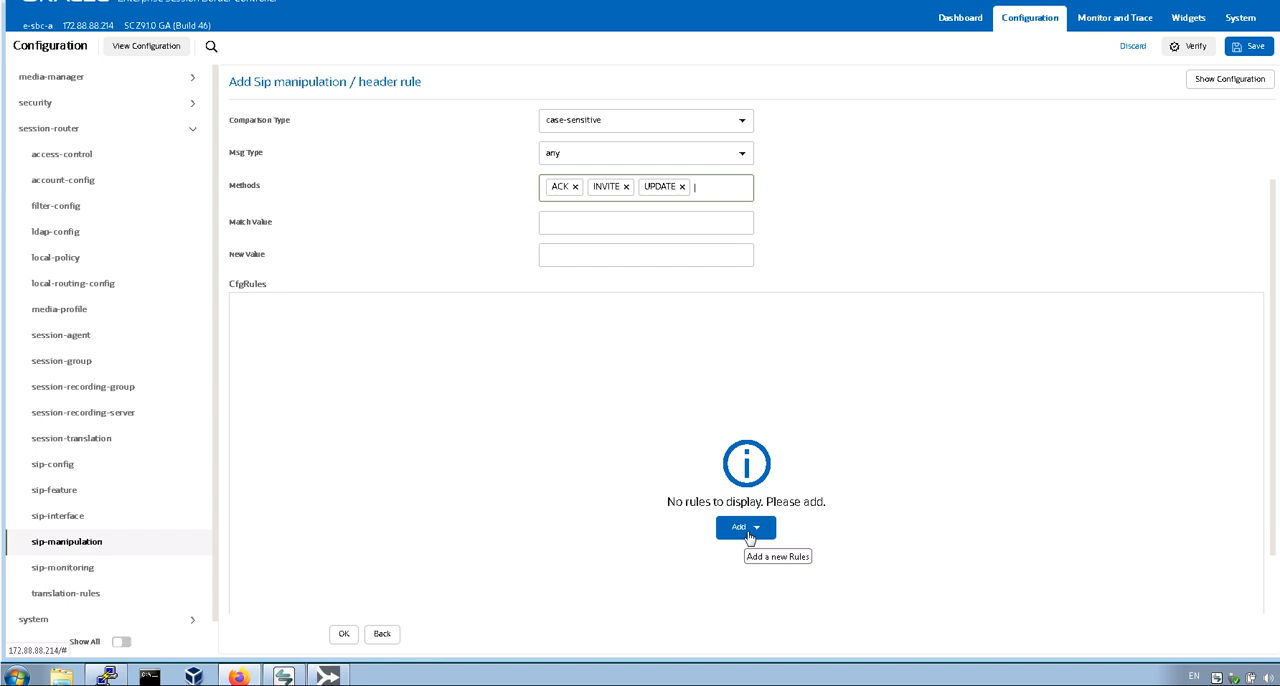 e-sbc-a 172.88.88.214 SCZ9.1.0 GA (Build 46)
Dashboard Configuration Monitor and Trace Widgets System
Configuration View Configuration Discard Verify Save
media-manager
security
session-router
access-control
account-config
filter-config
ldap-config
local-policy
local-routing-config
media-profile
session-agent
session-group
session-recording-group
session-recording-server
session-translation
sip-config
sip-feature
sip-interface
sip-manipulation
sip-monitoring
translation-rules
system
Show All
172.88.88.214/#
Add Sip manipulation / header rule
Show Configuration
Comparison Type case-sensitive
Msg Type any
Methods ACK × INVITE × UPDATE ×
Match Value
New Value
CfgRules
No rules to display. Please add.
Add
Add a new Rules
OK Back
EN